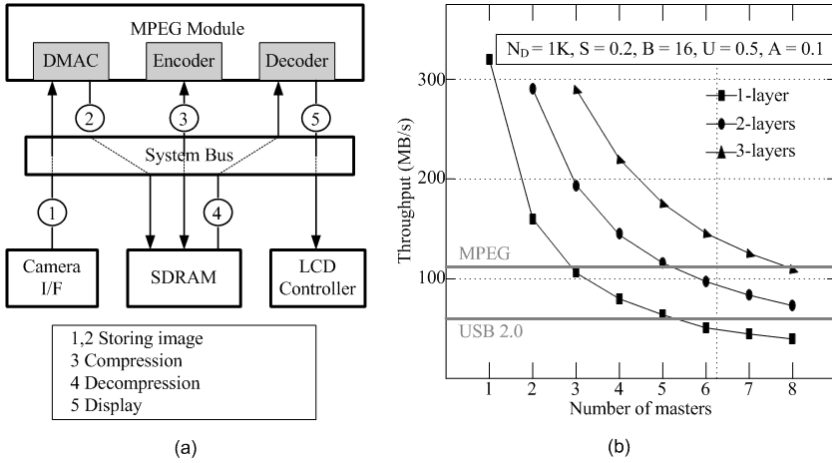 MPEG Module
DMAC
Encoder
Decoder
2
3
5
System Bus
1
4
Camera
I/F
SDRAM
LCD
Controller
1,2 Storing image
3 Compression
4 Decompression
5 Display
(a)
N_D = 1K, S = 0.2, B = 16, U = 0.5, A = 0.1
300
1-layer
2-layers
3-layers
200
Throughput (MB/s)
MPEG
100
USB 2.0
1 2 3 4 5 6 7 8
Number of masters
(b)